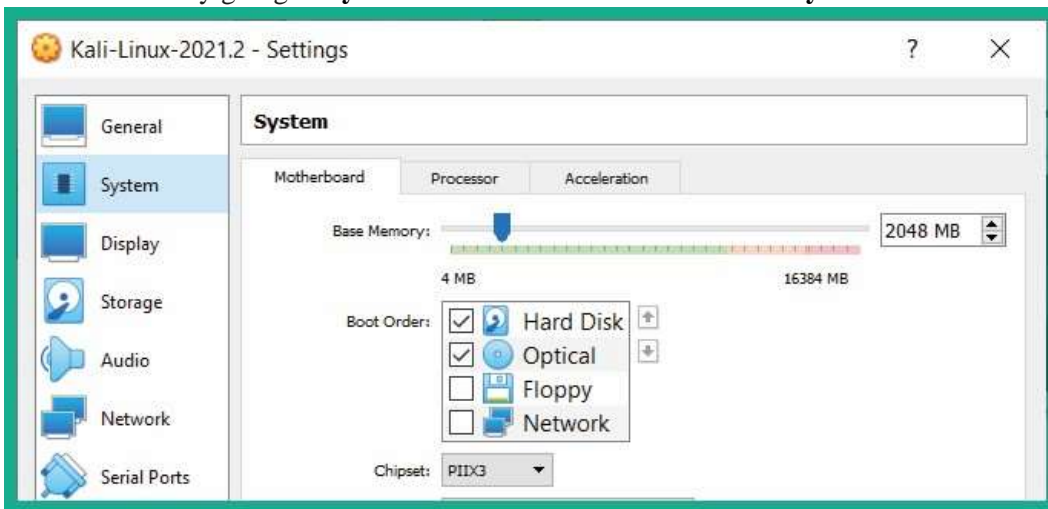 Kali-Linux-2021.2 - Settings ? ×
General
System
Display
Storage
Audio
Network
Serial Ports
System
Motherboard Processor Acceleration
Base Memory: 2048 MB
4 MB 16384 MB
Boot Order:
Hard Disk
Optical
Floppy
Network
Chipset: PIIX3